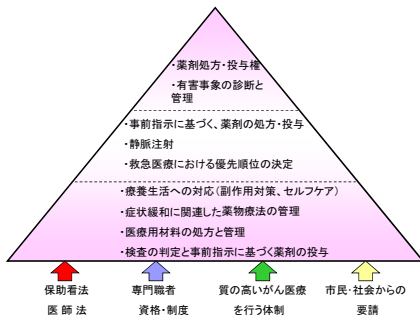 ・薬剤処方・投与権
・有害事象の診断と
管理
・事前指示に基づく、薬剤の処方・投与
・静脈注射
・救急医療における優先順位の決定
・療養生活への対応(副作用対策、セルフケア)
・症状緩和に関連した薬物療法の管理
・医療用材料の処方と管理
・検査の判定と事前指示に基づく薬剤の投与
保助看法
医 師 法
専門職者
資格・制度
質の高いがん医療
を行う体制
市民・社会からの
要請